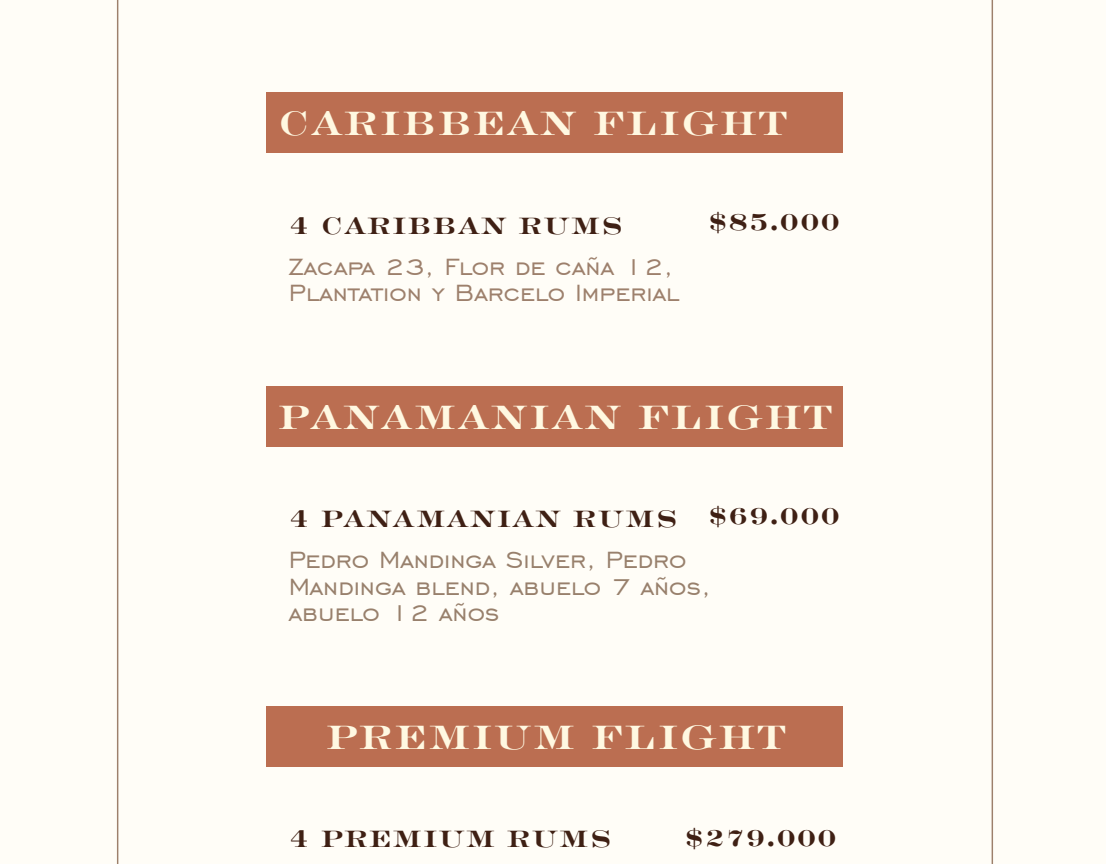 CARIBBEAN FLIGHT
4 CARIBBAN RUMS $85.000
ZACAPA 23, FLOR DE CAÑA 12,
PLANTATION Y BARCELO IMPERIAL
PANAMANIAN FLIGHT
4 PANAMANIAN RUMS $69.000
PEDRO MANDINGA SILVER, PEDRO
MANDINGA BLEND, ABUELO 7 AÑOS,
ABUELO 12 AÑOS
PREMIUM FLIGHT
4 PREMIUM RUMS $279.000